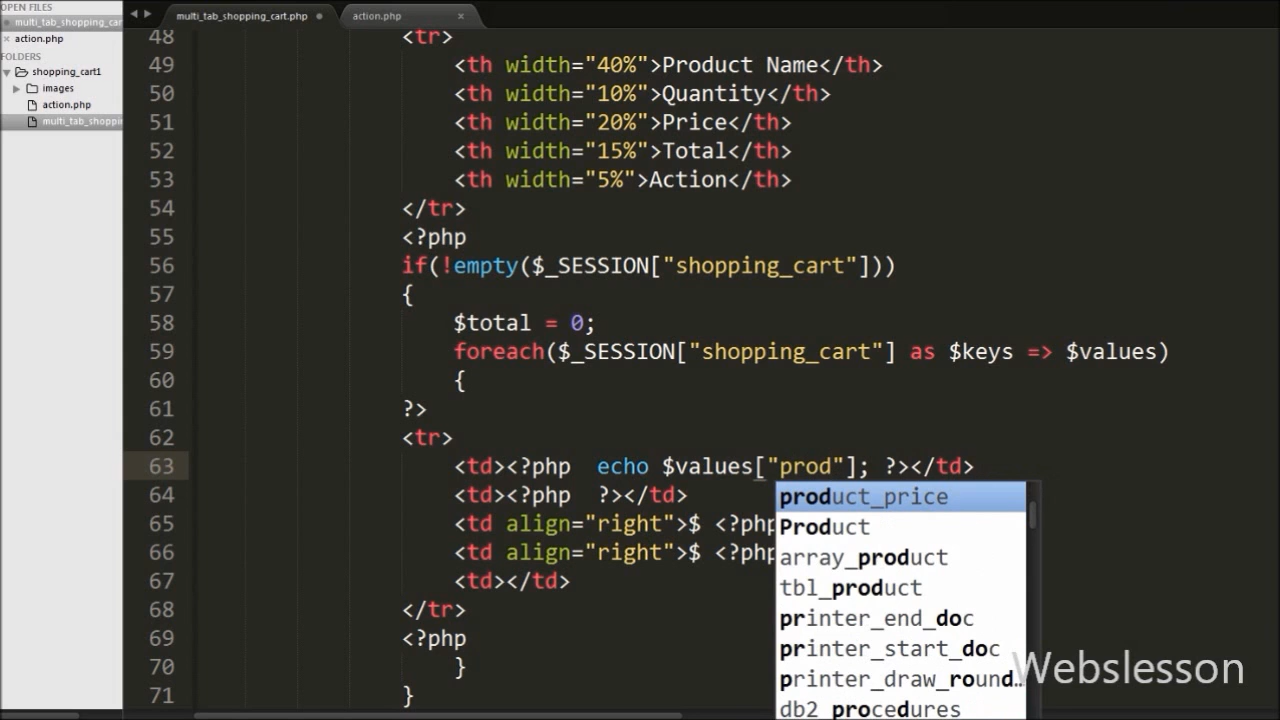 OPEN FILES
multi_tab_shopping_car
action.php
FOLDERS
shopping_cart1
images
action.php
multi_tab_shoppi
multi_tab_shopping_cart.php
action.php
48 <tr>
49 <th width="40%">Product Name</th>
50 <th width="10%">Quantity</th>
51 <th width="20%">Price</th>
52 <th width="15%">Total</th>
53 <th width="5%">Action</th>
54 </tr>
55 <?php
56 if(!empty($_SESSION["shopping_cart"]))
57 {
58 $total = 0;
59 foreach($_SESSION["shopping_cart"] as $keys => $values)
60 {
61 ?>
62 <tr>
63 <td><?php  echo $values["prod"]; ?></td>
64 <td><?php  ?></td>
65 <td align="right">$ <?php
66 <td align="right">$ <?php
67 <td></td>
68 </tr>
69 <?php
70 }
71 }
product_price
Product
array_product
tbl_product
printer_end_doc
printer_start_doc
printer_draw_round…
db2_procedures
Webslesson